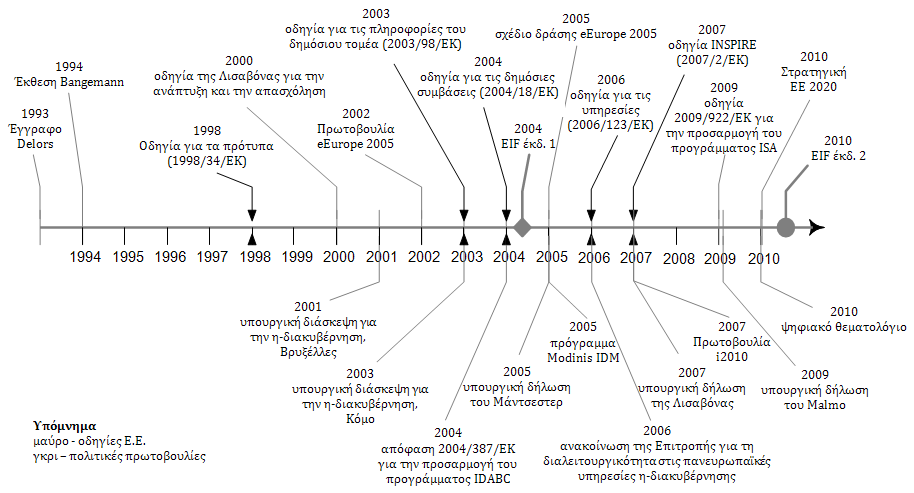 1993
Έγγραφο
Delors
1994
Έκθεση Bangemann
1998
Οδηγία για τα πρότυπα
(1998/34/ΕΚ)
2000
οδηγία της Λισαβόνας για την
ανάπτυξη και την απασχόληση
2002
Πρωτοβουλία
eEurope 2005
2003
οδηγία για τις πληροφορίες του
δημόσιου τομέα (2003/98/ΕΚ)
2004
οδηγία για τις δημόσιες
συμβάσεις (2004/18/ΕΚ)
2004
EIF έκδ. 1
2005
σχέδιο δράσης eEurope 2005
2006
οδηγία για τις
υπηρεσίες
(2006/123/ΕΚ)
2007
οδηγία INSPIRE
(2007/2/ΕΚ)
2009
οδηγία
2009/922/ΕΚ για
την προσαρμογή του
προγράμματος ISA
2010
Στρατηγική
ΕΕ 2020
2010
EIF έκδ. 2
1994 1995 1996 1997 1998 1999 2000 2001 2002 2003 2004 2005 2006 2007 2008 2009 2010
2001
υπουργική διάσκεψη για
την η-διακυβέρνηση,
Βρυξέλλες
2003
υπουργική διάσκεψη για
την η-διακυβέρνηση,
Κόμο
2004
απόφαση 2004/387/ΕΚ
για την προσαρμογή του
προγράμματος IDABC
2005
υπουργική δήλωση
του Μάντσεστερ
2005
πρόγραμμα
Modinis IDM
2006
ανακοίνωση της Επιτροπής για τη
διαλειτουργικότητα στις πανευρωπαϊκές
υπηρεσίες η-διακυβέρνησης
2007
υπουργική δήλωση
της Λισαβόνας
2007
Πρωτοβουλία
i2010
2009
υπουργική δήλωση
του Malmo
2010
ψηφιακό θεματολόγιο
Υπόμνημα
μαύρο - οδηγίες Ε.Ε.
γκρι – πολιτικές πρωτοβουλίες